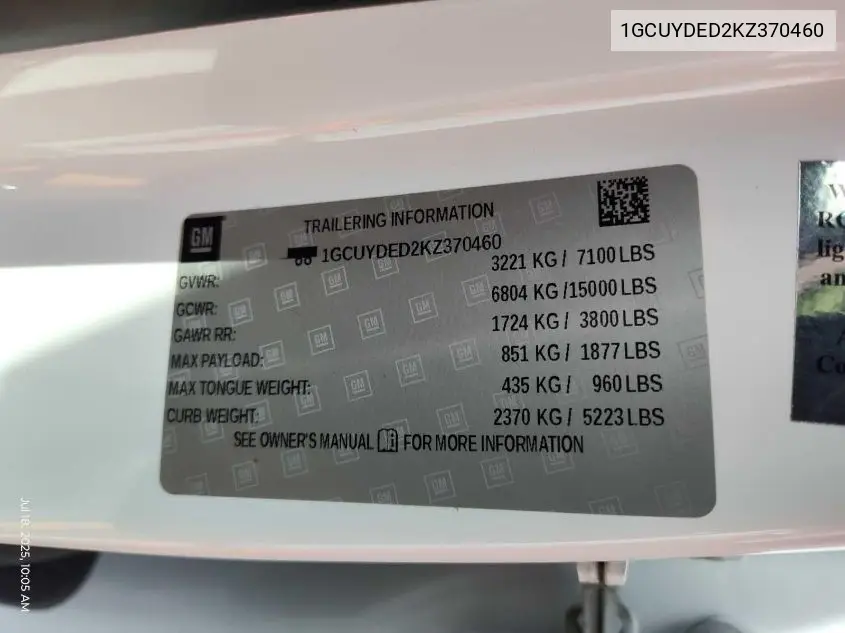 1GCUYDED2KZ370460
GM
TRAILERING INFORMATION
1GCUYDED2KZ370460
GVWR: 3221 KG / 7100 LBS
GCWR: 6804 KG / 15000 LBS
GAWR RR: 1724 KG / 3800 LBS
MAX PAYLOAD: 851 KG / 1877 LBS
MAX TONGUE WEIGHT: 435 KG / 960 LBS
CURB WEIGHT: 2370 KG / 5223 LBS
SEE OWNER'S MANUAL FOR MORE INFORMATION
Jul 18, 2025, 10:05 AM